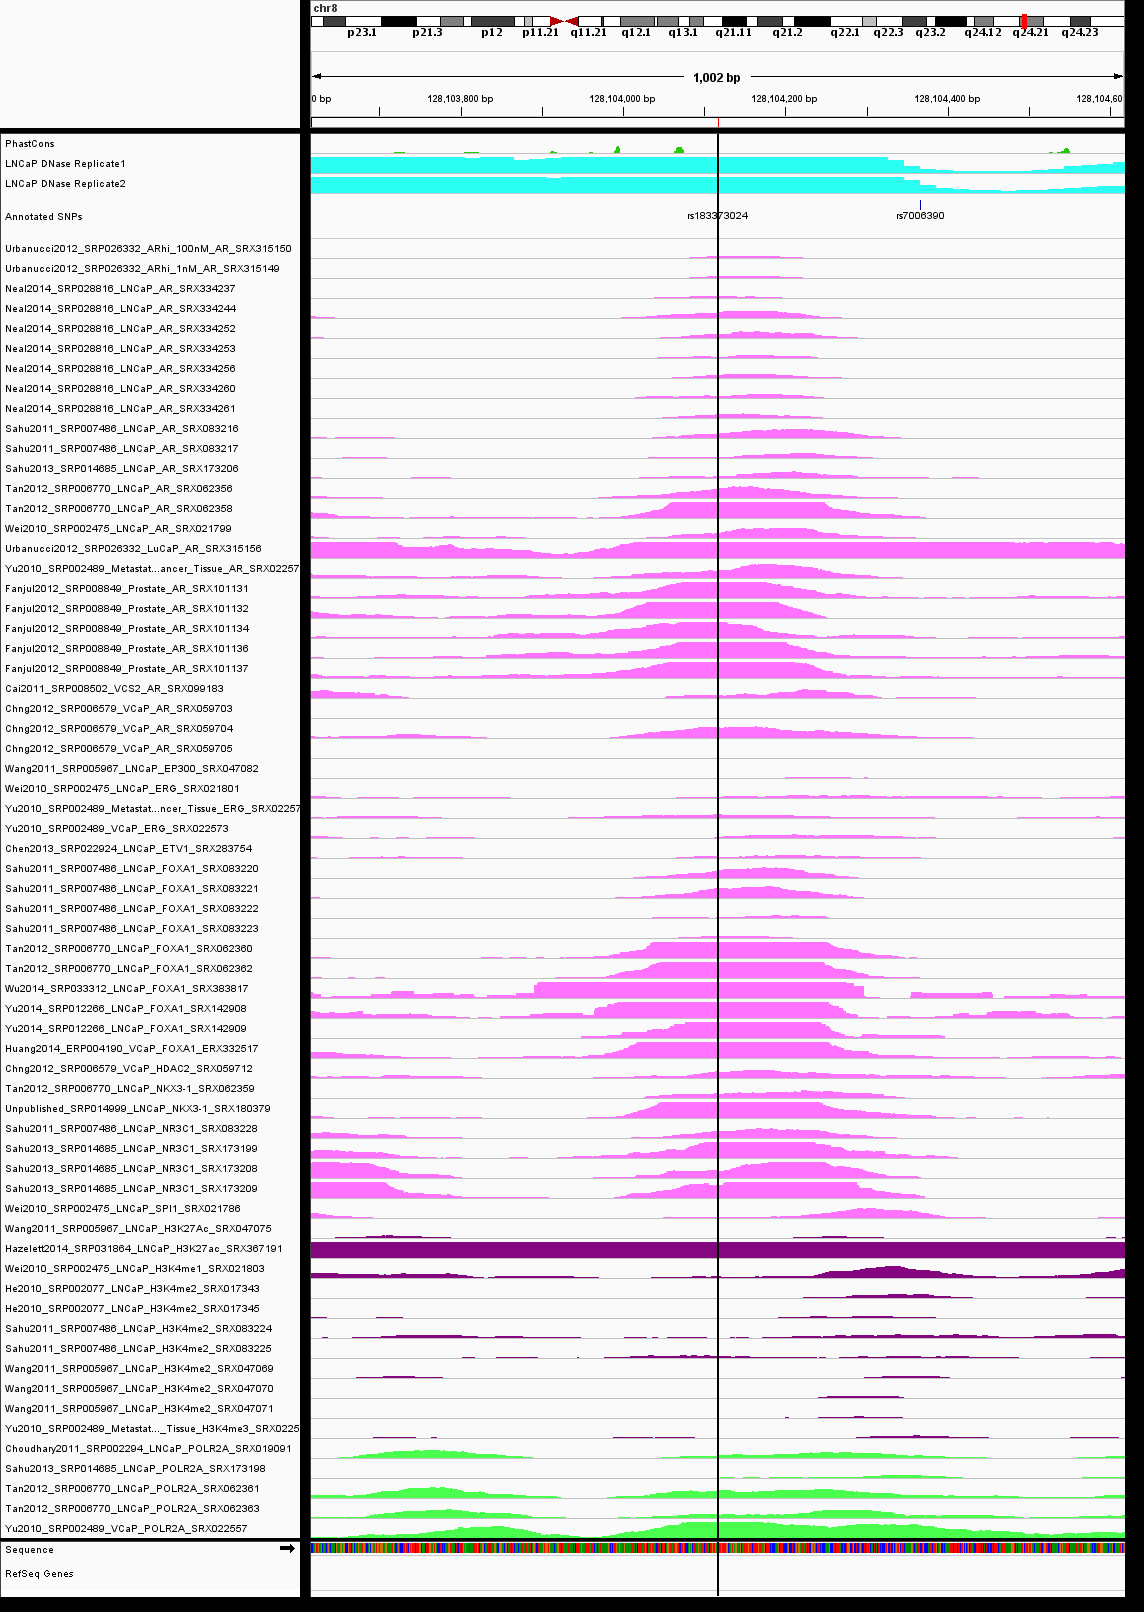 chr8
p23.1 p21.3 p12 p11.21 q11.21 q12.1 q13.1 q21.11 q21.2 q22.1 q22.3 q23.2 q24.12 q24.21 q24.23
1,002 bp
0 bp 128,103,800 bp 128,104,000 bp 128,104,200 bp 128,104,400 bp 128,104,60
PhastCons
LNCaP DNase Replicate1
LNCaP DNase Replicate2
Annotated SNPs rs183373024 rs7006390
Urbanucci2012_SRP026332_ARhi_100nM_AR_SRX315150
Urbanucci2012_SRP026332_ARhi_1nM_AR_SRX315149
Neal2014_SRP028816_LNCaP_AR_SRX334237
Neal2014_SRP028816_LNCaP_AR_SRX334244
Neal2014_SRP028816_LNCaP_AR_SRX334252
Neal2014_SRP028816_LNCaP_AR_SRX334253
Neal2014_SRP028816_LNCaP_AR_SRX334256
Neal2014_SRP028816_LNCaP_AR_SRX334260
Neal2014_SRP028816_LNCaP_AR_SRX334261
Sahu2011_SRP007486_LNCaP_AR_SRX083216
Sahu2011_SRP007486_LNCaP_AR_SRX083217
Sahu2013_SRP014685_LNCaP_AR_SRX173206
Tan2012_SRP006770_LNCaP_AR_SRX062356
Tan2012_SRP006770_LNCaP_AR_SRX062358
Wei2010_SRP002475_LNCaP_AR_SRX021799
Urbanucci2012_SRP026332_LuCaP_AR_SRX315156
Yu2010_SRP002489_Metastat...ancer_Tissue_AR_SRX02257
Fanjul2012_SRP008849_Prostate_AR_SRX101131
Fanjul2012_SRP008849_Prostate_AR_SRX101132
Fanjul2012_SRP008849_Prostate_AR_SRX101134
Fanjul2012_SRP008849_Prostate_AR_SRX101136
Fanjul2012_SRP008849_Prostate_AR_SRX101137
Cai2011_SRP008502_VCS2_AR_SRX099183
Chng2012_SRP006579_VCaP_AR_SRX059703
Chng2012_SRP006579_VCaP_AR_SRX059704
Chng2012_SRP006579_VCaP_AR_SRX059705
Wang2011_SRP005967_LNCaP_EP300_SRX047082
Wei2010_SRP002475_LNCaP_ERG_SRX021801
Yu2010_SRP002489_Metastat...ncer_Tissue_ERG_SRX02257
Yu2010_SRP002489_VCaP_ERG_SRX022573
Chen2013_SRP022924_LNCaP_ETV1_SRX283754
Sahu2011_SRP007486_LNCaP_FOXA1_SRX083220
Sahu2011_SRP007486_LNCaP_FOXA1_SRX083221
Sahu2011_SRP007486_LNCaP_FOXA1_SRX083222
Sahu2011_SRP007486_LNCaP_FOXA1_SRX083223
Tan2012_SRP006770_LNCaP_FOXA1_SRX062360
Tan2012_SRP006770_LNCaP_FOXA1_SRX062362
Wu2014_SRP033312_LNCaP_FOXA1_SRX383817
Yu2014_SRP012266_LNCaP_FOXA1_SRX142908
Yu2014_SRP012266_LNCaP_FOXA1_SRX142909
Huang2014_ERP004190_VCaP_FOXA1_ERX332517
Chng2012_SRP006579_VCaP_HDAC2_SRX059712
Tan2012_SRP006770_LNCaP_NKX3-1_SRX062359
Unpublished_SRP014999_LNCaP_NKX3-1_SRX180379
Sahu2011_SRP007486_LNCaP_NR3C1_SRX083228
Sahu2013_SRP014685_LNCaP_NR3C1_SRX173199
Sahu2013_SRP014685_LNCaP_NR3C1_SRX173208
Sahu2013_SRP014685_LNCaP_NR3C1_SRX173209
Wei2010_SRP002475_LNCaP_SPI1_SRX021786
Wang2011_SRP005967_LNCaP_H3K27Ac_SRX047075
Hazelett2014_SRP031864_LNCaP_H3K27ac_SRX367191
Wei2010_SRP002475_LNCaP_H3K4me1_SRX021803
He2010_SRP002077_LNCaP_H3K4me2_SRX017343
He2010_SRP002077_LNCaP_H3K4me2_SRX017345
Sahu2011_SRP007486_LNCaP_H3K4me2_SRX083224
Sahu2011_SRP007486_LNCaP_H3K4me2_SRX083225
Wang2011_SRP005967_LNCaP_H3K4me2_SRX047069
Wang2011_SRP005967_LNCaP_H3K4me2_SRX047070
Wang2011_SRP005967_LNCaP_H3K4me2_SRX047071
Yu2010_SRP002489_Metastat..._Tissue_H3K4me3_SRX0225
Choudhary2011_SRP002294_LNCaP_POLR2A_SRX019091
Sahu2013_SRP014685_LNCaP_POLR2A_SRX173198
Tan2012_SRP006770_LNCaP_POLR2A_SRX062361
Tan2012_SRP006770_LNCaP_POLR2A_SRX062363
Yu2010_SRP002489_VCaP_POLR2A_SRX022557
Sequence
RefSeq Genes